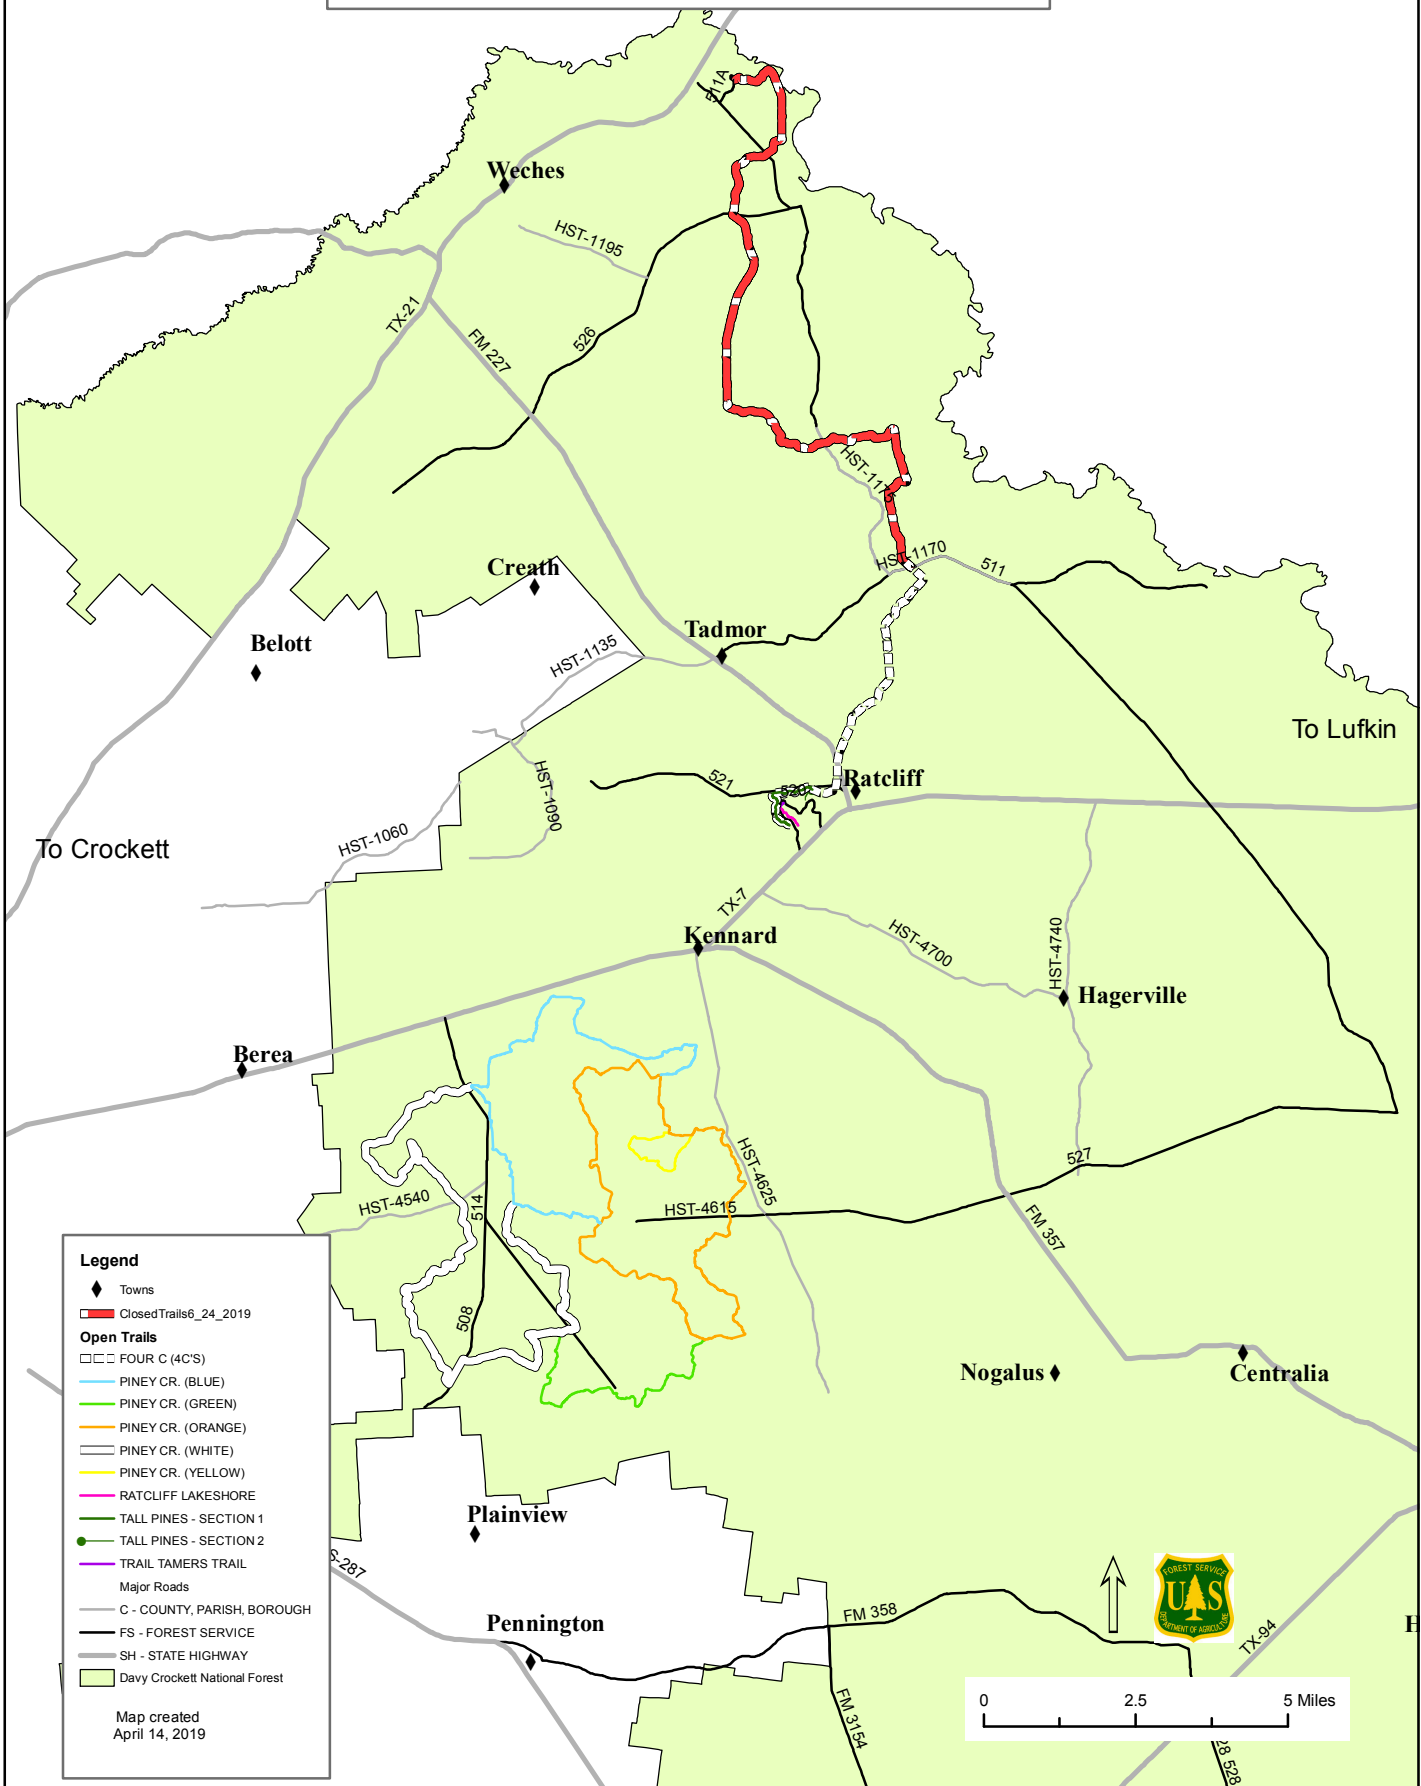 511A
Weches
HST-1195
TX-21
526
FM 227
HST-1175
HST-1170
511
Creath
Belott
Tadmor
HST-1135
To Lufkin
521
520
Ratcliff
HST-1090
HST-1060
To Crockett
TX-7
Kennard
HST-4700
HST-4740
Hagerville
Berea
HST-4625
527
HST-4540
514
HST-4615
FM 357
508
Nogalus
Centralia
Legend
Towns
ClosedTrails6_24_2019
Open Trails
FOUR C (4C'S)
PINEY CR. (BLUE)
PINEY CR. (GREEN)
PINEY CR. (ORANGE)
PINEY CR. (WHITE)
PINEY CR. (YELLOW)
RATCLIFF LAKESHORE
TALL PINES - SECTION 1
TALL PINES - SECTION 2
TRAIL TAMERS TRAIL
Major Roads
C - COUNTY, PARISH, BOROUGH
FS - FOREST SERVICE
SH - STATE HIGHWAY
Davy Crockett National Forest
Map created
April 14, 2019
Plainview
S-287
Pennington
FM 358
FOREST SERVICE
U S
DEPARTMENT OF AGRICULTURE
H
TX-94
FM 3154
0 2.5 5 Miles
28 528